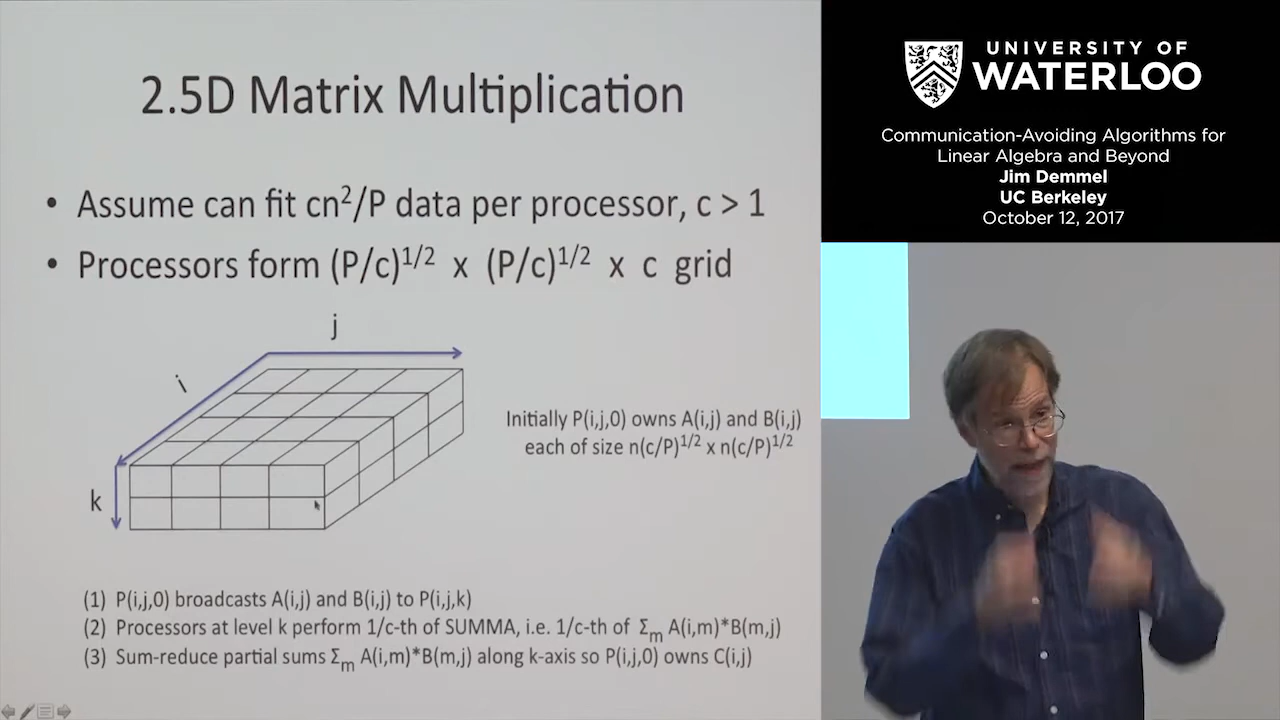 2.5D Matrix Multiplication
• Assume can fit cn²/P data per processor, c > 1
• Processors form (P/c)^1/2 x (P/c)^1/2 x c grid
j
i
k
Initially P(i,j,0) owns A(i,j) and B(i,j)
each of size n(c/P)^1/2 x n(c/P)^1/2
(1) P(i,j,0) broadcasts A(i,j) and B(i,j) to P(i,j,k)
(2) Processors at level k perform 1/c-th of SUMMA, i.e. 1/c-th of Σ_m A(i,m)*B(m,j)
(3) Sum-reduce partial sums Σ_m A(i,m)*B(m,j) along k-axis so P(i,j,0) owns C(i,j)
UNIVERSITY OF
WATERLOO
Communication-Avoiding Algorithms for
Linear Algebra and Beyond
Jim Demmel
UC Berkeley
October 12, 2017